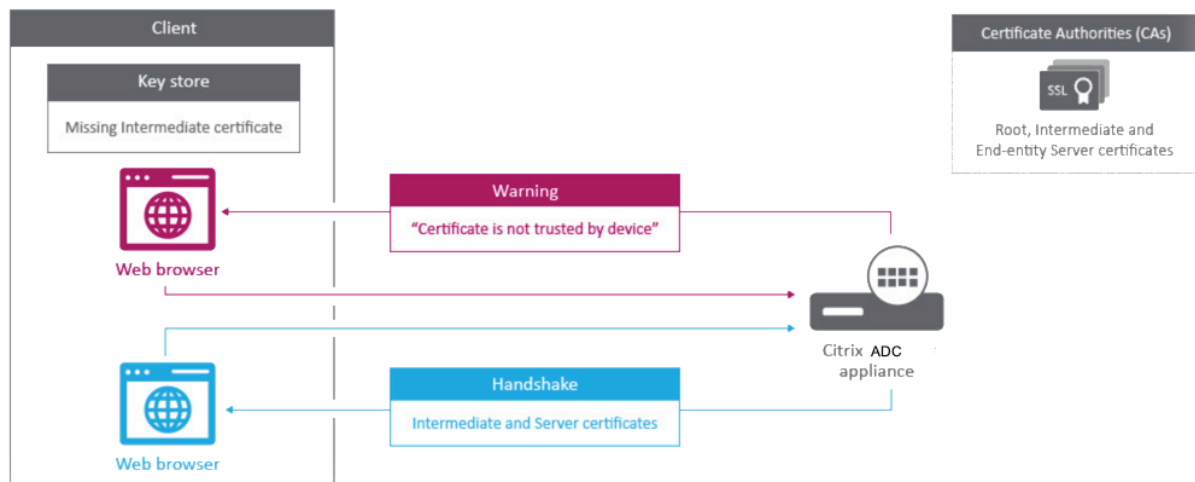 Client
Key store
Missing Intermediate certificate
Web browser
Warning
“Certificate is not trusted by device”
Certificate Authorities (CAs)
SSL
Root, Intermediate and
End-entity Server certificates
Citrix ADC
appliance
Web browser
Handshake
Intermediate and Server certificates